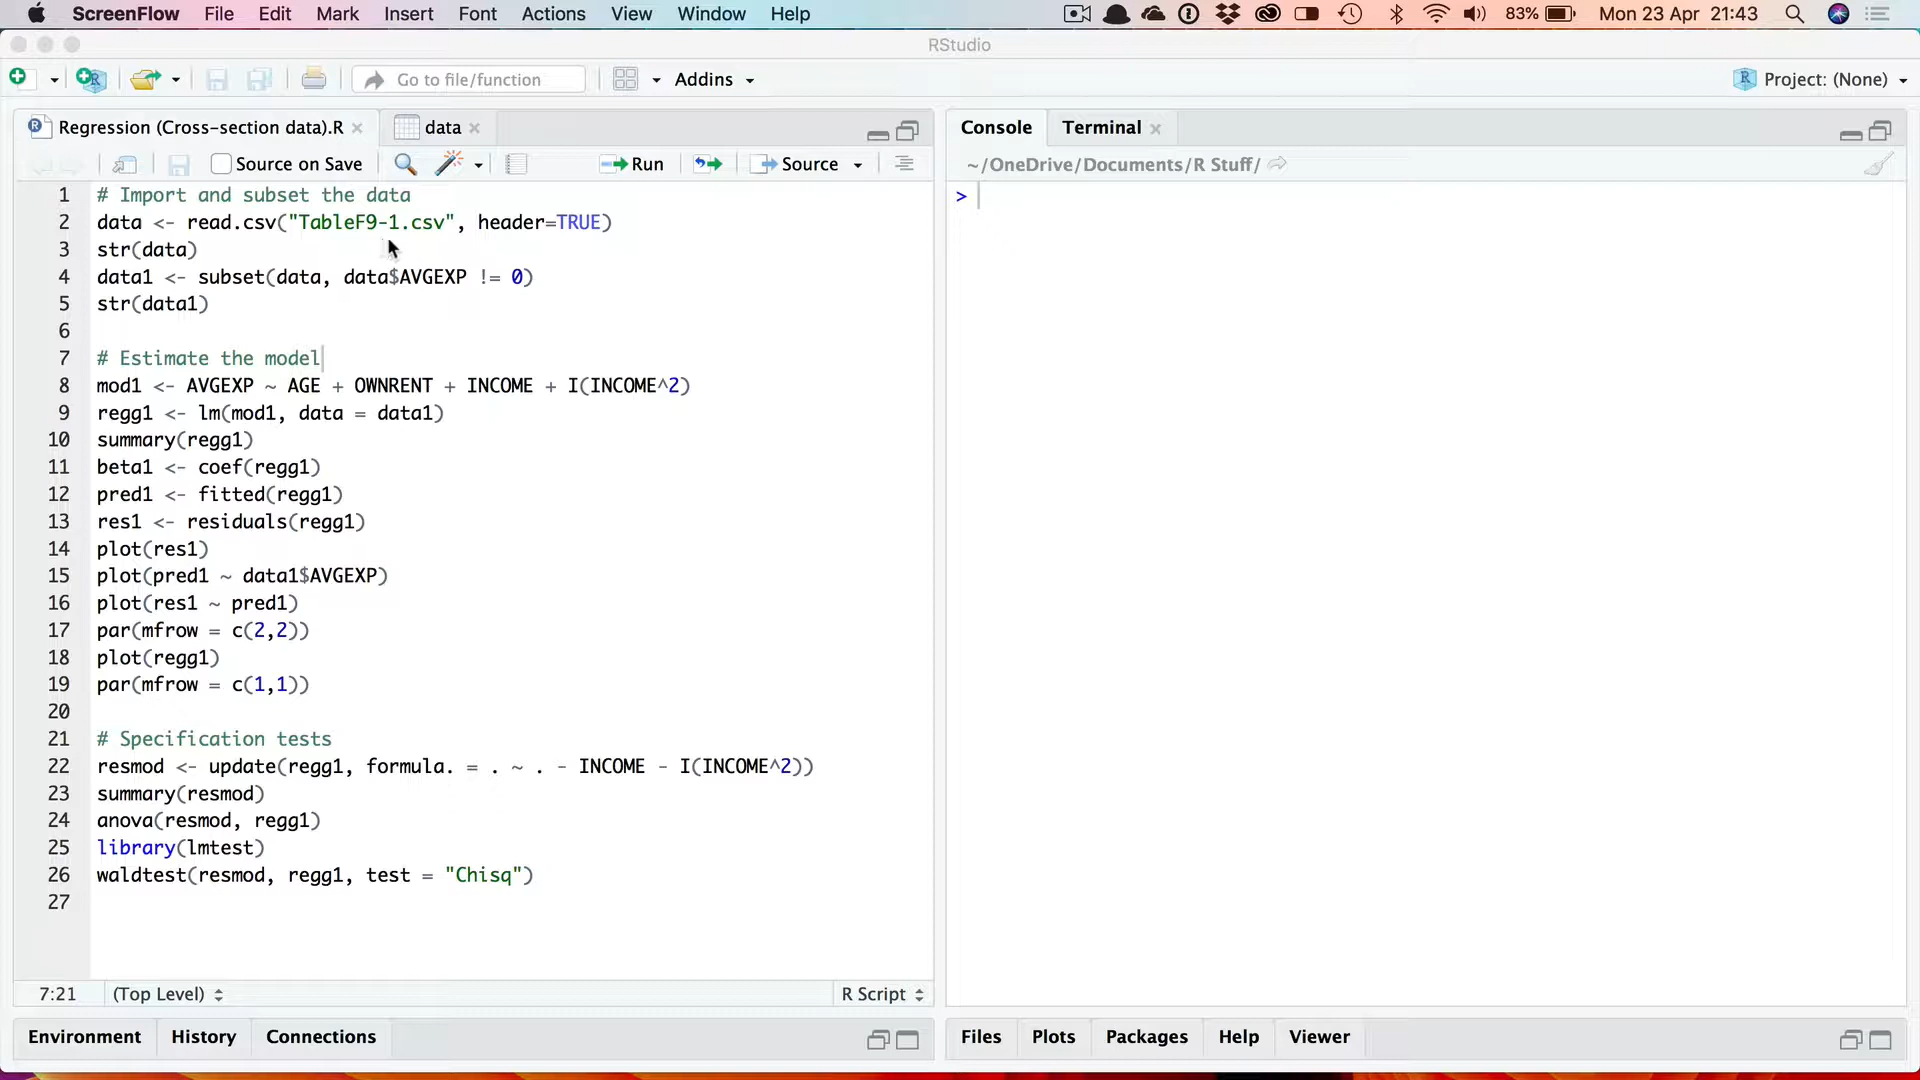 ScreenFlow File Edit Mark Insert Font Actions View Window Help 83% Mon 23 Apr 21:43
RStudio
Go to file/function Addins Project: (None)
Regression (Cross-section data).R data
Source on Save Run Source
1 # Import and subset the data
2 data <- read.csv("TableF9-1.csv", header=TRUE)
3 str(data)
4 data1 <- subset(data, data$AVGEXP != 0)
5 str(data1)
6
7 # Estimate the model
8 mod1 <- AVGEXP ~ AGE + OWNRENT + INCOME + I(INCOME^2)
9 regg1 <- lm(mod1, data = data1)
10 summary(regg1)
11 beta1 <- coef(regg1)
12 pred1 <- fitted(regg1)
13 res1 <- residuals(regg1)
14 plot(res1)
15 plot(pred1 ~ data1$AVGEXP)
16 plot(res1 ~ pred1)
17 par(mfrow = c(2,2))
18 plot(regg1)
19 par(mfrow = c(1,1))
20
21 # Specification tests
22 resmod <- update(regg1, formula. = . ~ . - INCOME - I(INCOME^2))
23 summary(resmod)
24 anova(resmod, regg1)
25 library(lmtest)
26 waldtest(resmod, regg1, test = "Chisq")
27
7:21 (Top Level) R Script
Environment History Connections
Console Terminal
~/OneDrive/Documents/R Stuff/
>
Files Plots Packages Help Viewer